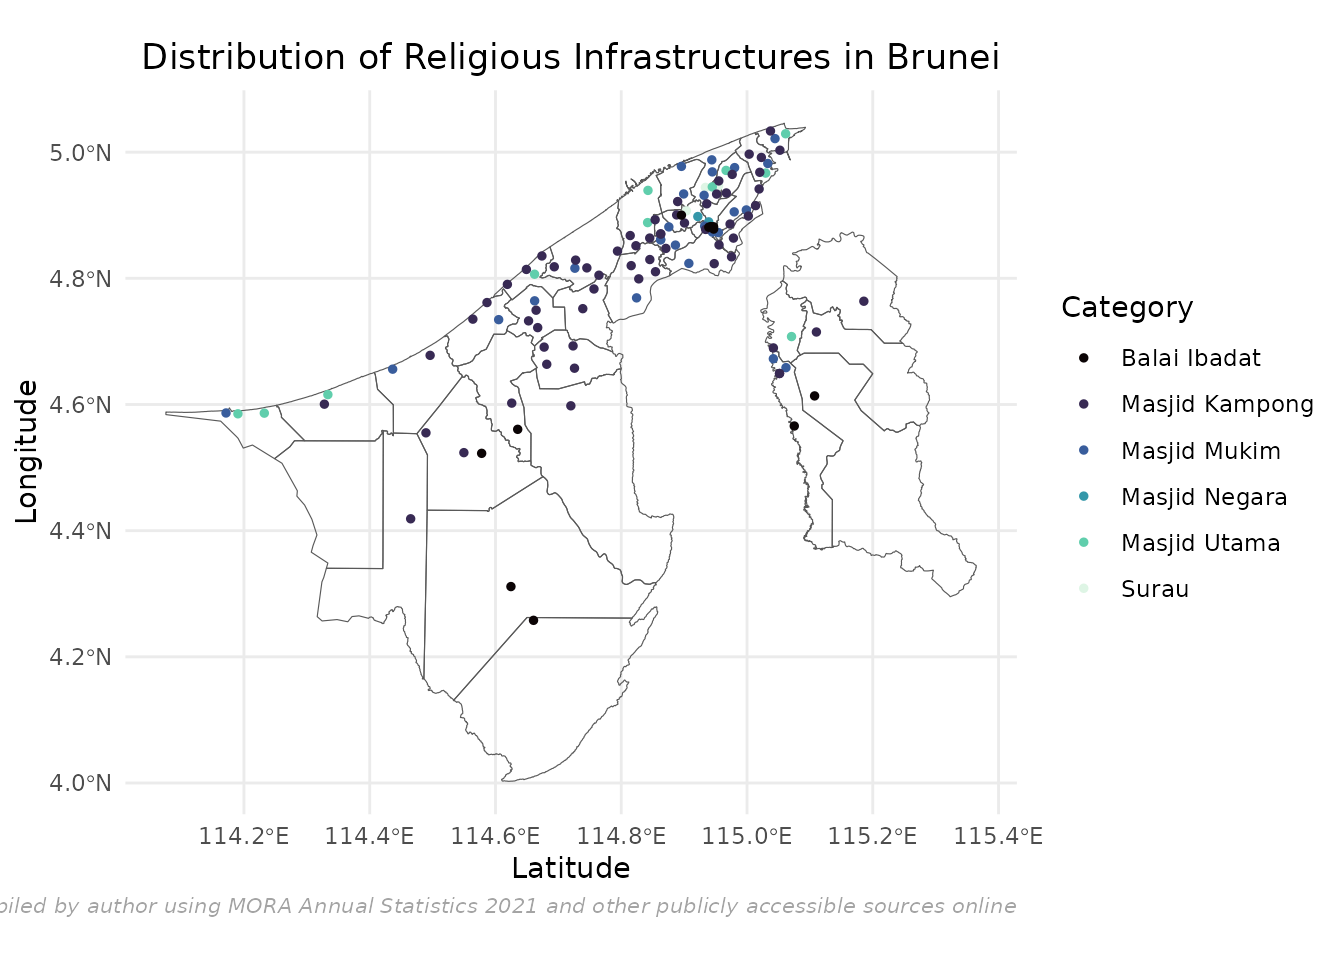 Distribution of Religious Infrastructures in Brunei
5.0°N
4.8°N
4.6°N
4.4°N
4.2°N
4.0°N
Longitude
114.2°E 114.4°E 114.6°E 114.8°E 115.0°E 115.2°E 115.4°E
Latitude
Category
Balai Ibadat
Masjid Kampong
Masjid Mukim
Masjid Negara
Masjid Utama
Surau
by author using MORA Annual Statistics 2021 and other publicly accessible sources online